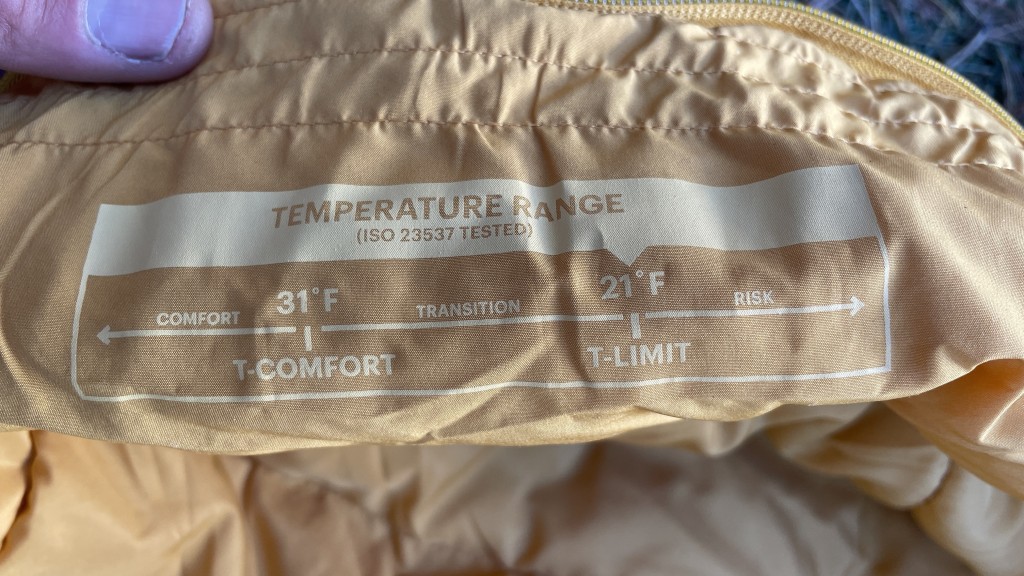 TEMPERATURE RANGE
(ISO 23537 TESTED)
31°F 21°F
COMFORT TRANSITION RISK
T-COMFORT T-LIMIT